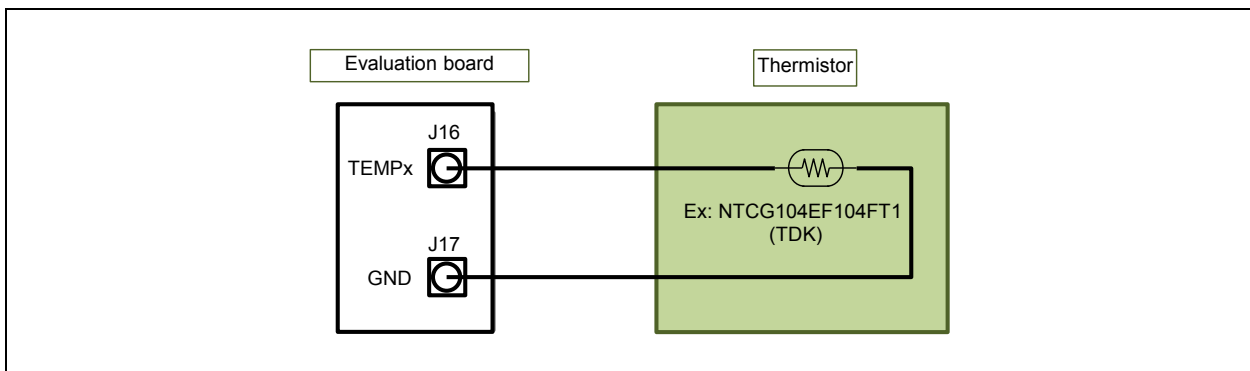 Evaluation board
Thermistor
J16
TEMPx
Ex: NTCG104EF104FT1
(TDK)
J17
GND